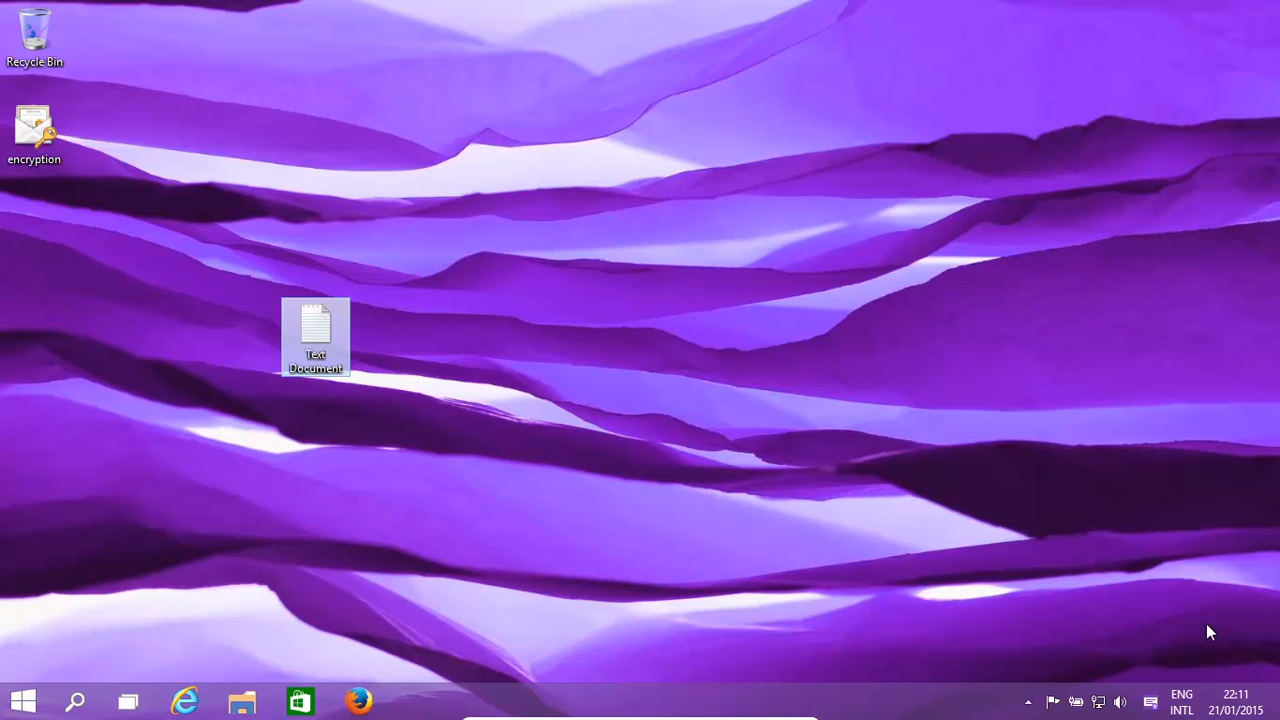 Recycle Bin
encryption
Text
Document
ENG
INTL
22:11
21/01/2015